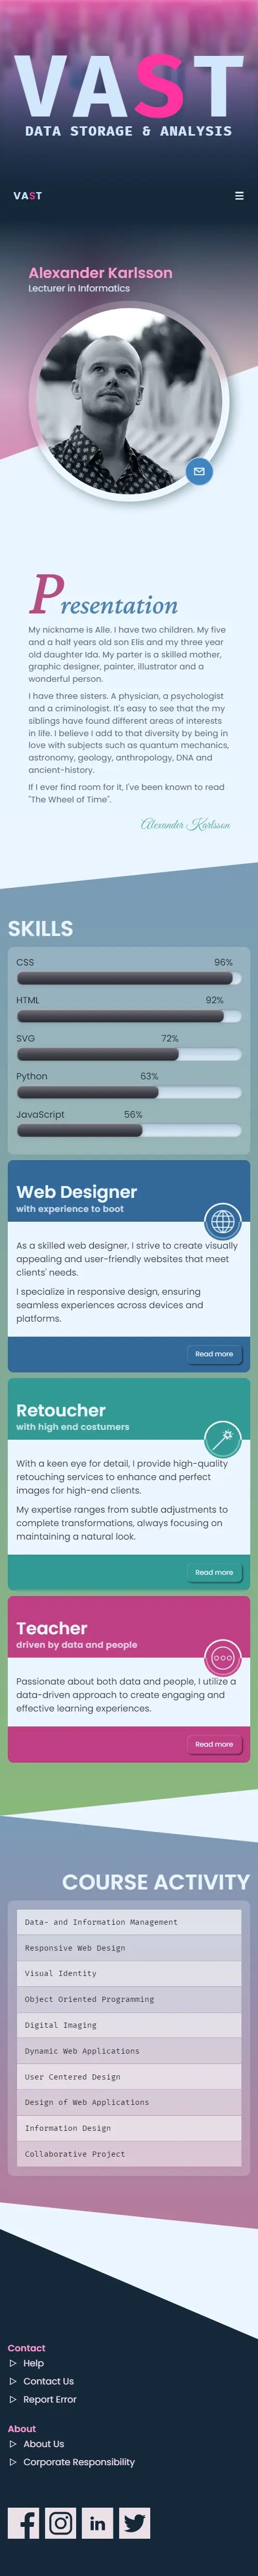 VAST
DATA STORAGE & ANALYSIS
VAST
Alexander Karlsson
Lecturer in Informatics
Presentation
My nickname is Alle. I have two children. My five
and a half years old son Elis and my three year
old daughter Ida. My parter is a skilled mother,
graphic designer, painter, illustrator and a
wonderful person.
I have three sisters. A physician, a psychologist
and a criminologist. It's easy to see that the my
siblings have found different areas of interests
in life. I believe I add to that diversity by being in
love with subjects such as quantum mechanics,
astronomy, geology, anthropology, DNA and
ancient-history.
If I ever find room for it, I've been known to read
"The Wheel of Time".
Alexander Karlsson
SKILLS
CSS 96%
HTML 92%
SVG 72%
Python 63%
JavaScript 56%
Web Designer
with experience to boot
As a skilled web designer, I strive to create visually
appealing and user-friendly websites that meet
clients' needs.
I specialize in responsive design, ensuring
seamless experiences across devices and
platforms.
Read more
Retoucher
with high end costumers
With a keen eye for detail, I provide high-quality
retouching services to enhance and perfect
images for high-end clients.
My expertise ranges from subtle adjustments to
complete transformations, always focusing on
maintaining a natural look.
Read more
Teacher
driven by data and people
Passionate about both data and people, I utilize a
data-driven approach to create engaging and
effective learning experiences.
Read more
COURSE ACTIVITY
Data- and Information Management
Responsive Web Design
Visual Identity
Object Oriented Programming
Digital Imaging
Dynamic Web Applications
User Centered Design
Design of Web Applications
Information Design
Collaborative Project
Contact
Help
Contact Us
Report Error
About
About Us
Corporate Responsibility